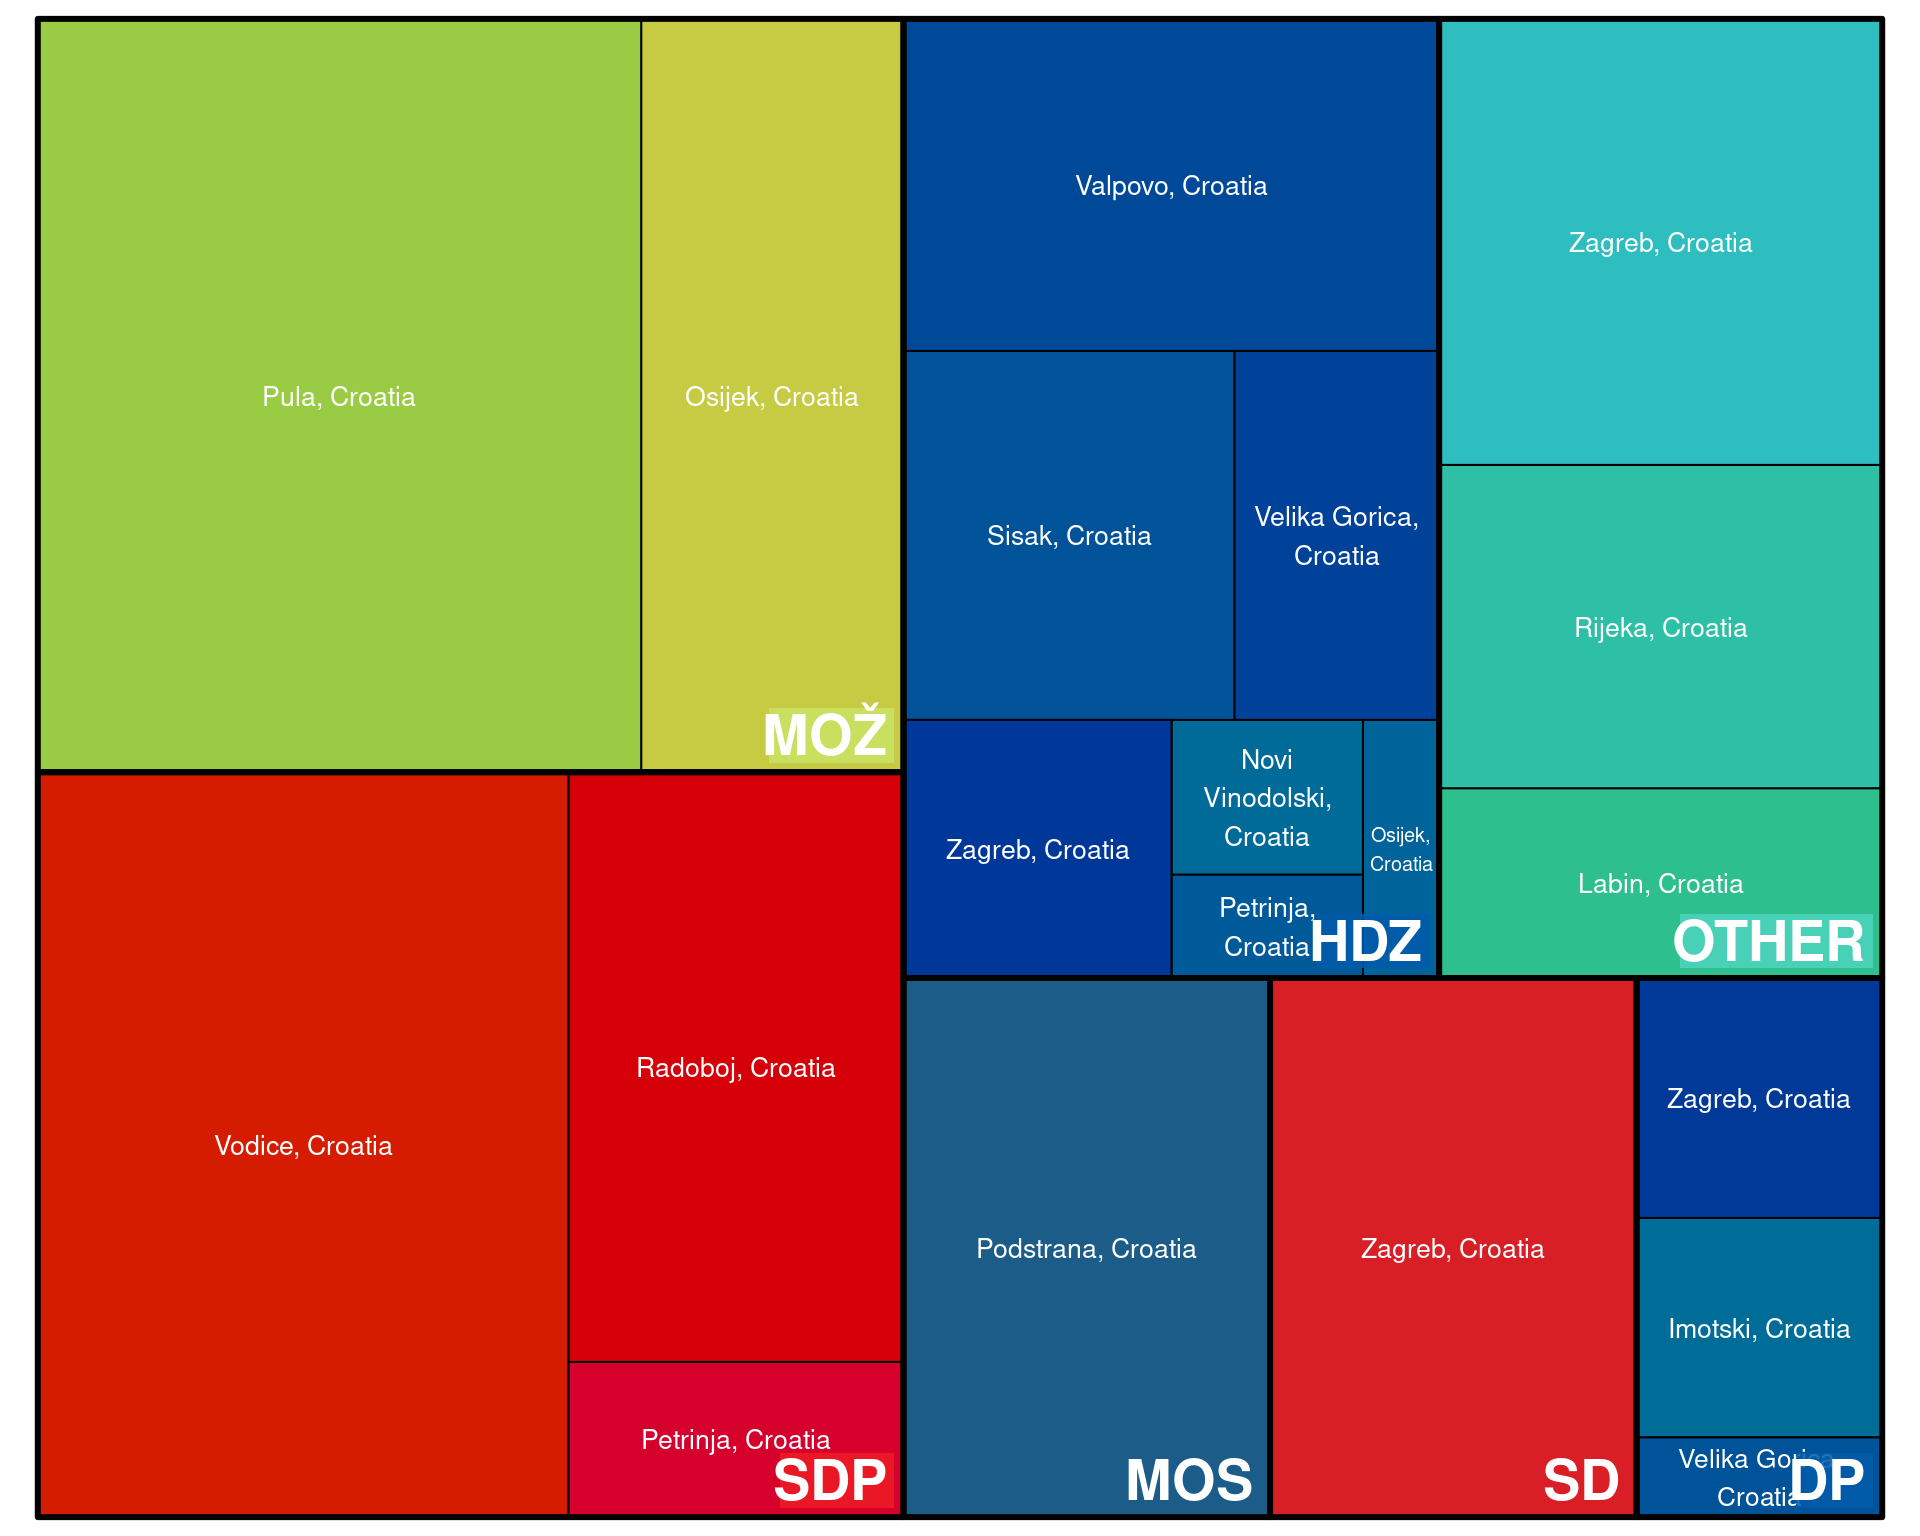 Pula, Croatia
Osijek, Croatia
MOŽ
Vodice, Croatia
Radoboj, Croatia
Petrinja, Croatia
SDP
Valpovo, Croatia
Sisak, Croatia
Velika Gorica,
Croatia
Zagreb, Croatia
Novi
Vinodolski,
Croatia
Petrinja,
Croatia
Osijek,
Croatia
HDZ
Zagreb, Croatia
Rijeka, Croatia
Labin, Croatia
OTHER
Podstrana, Croatia
MOS
Zagreb, Croatia
SD
Zagreb, Croatia
Imotski, Croatia
Velika Gorica,
Croatia
DP